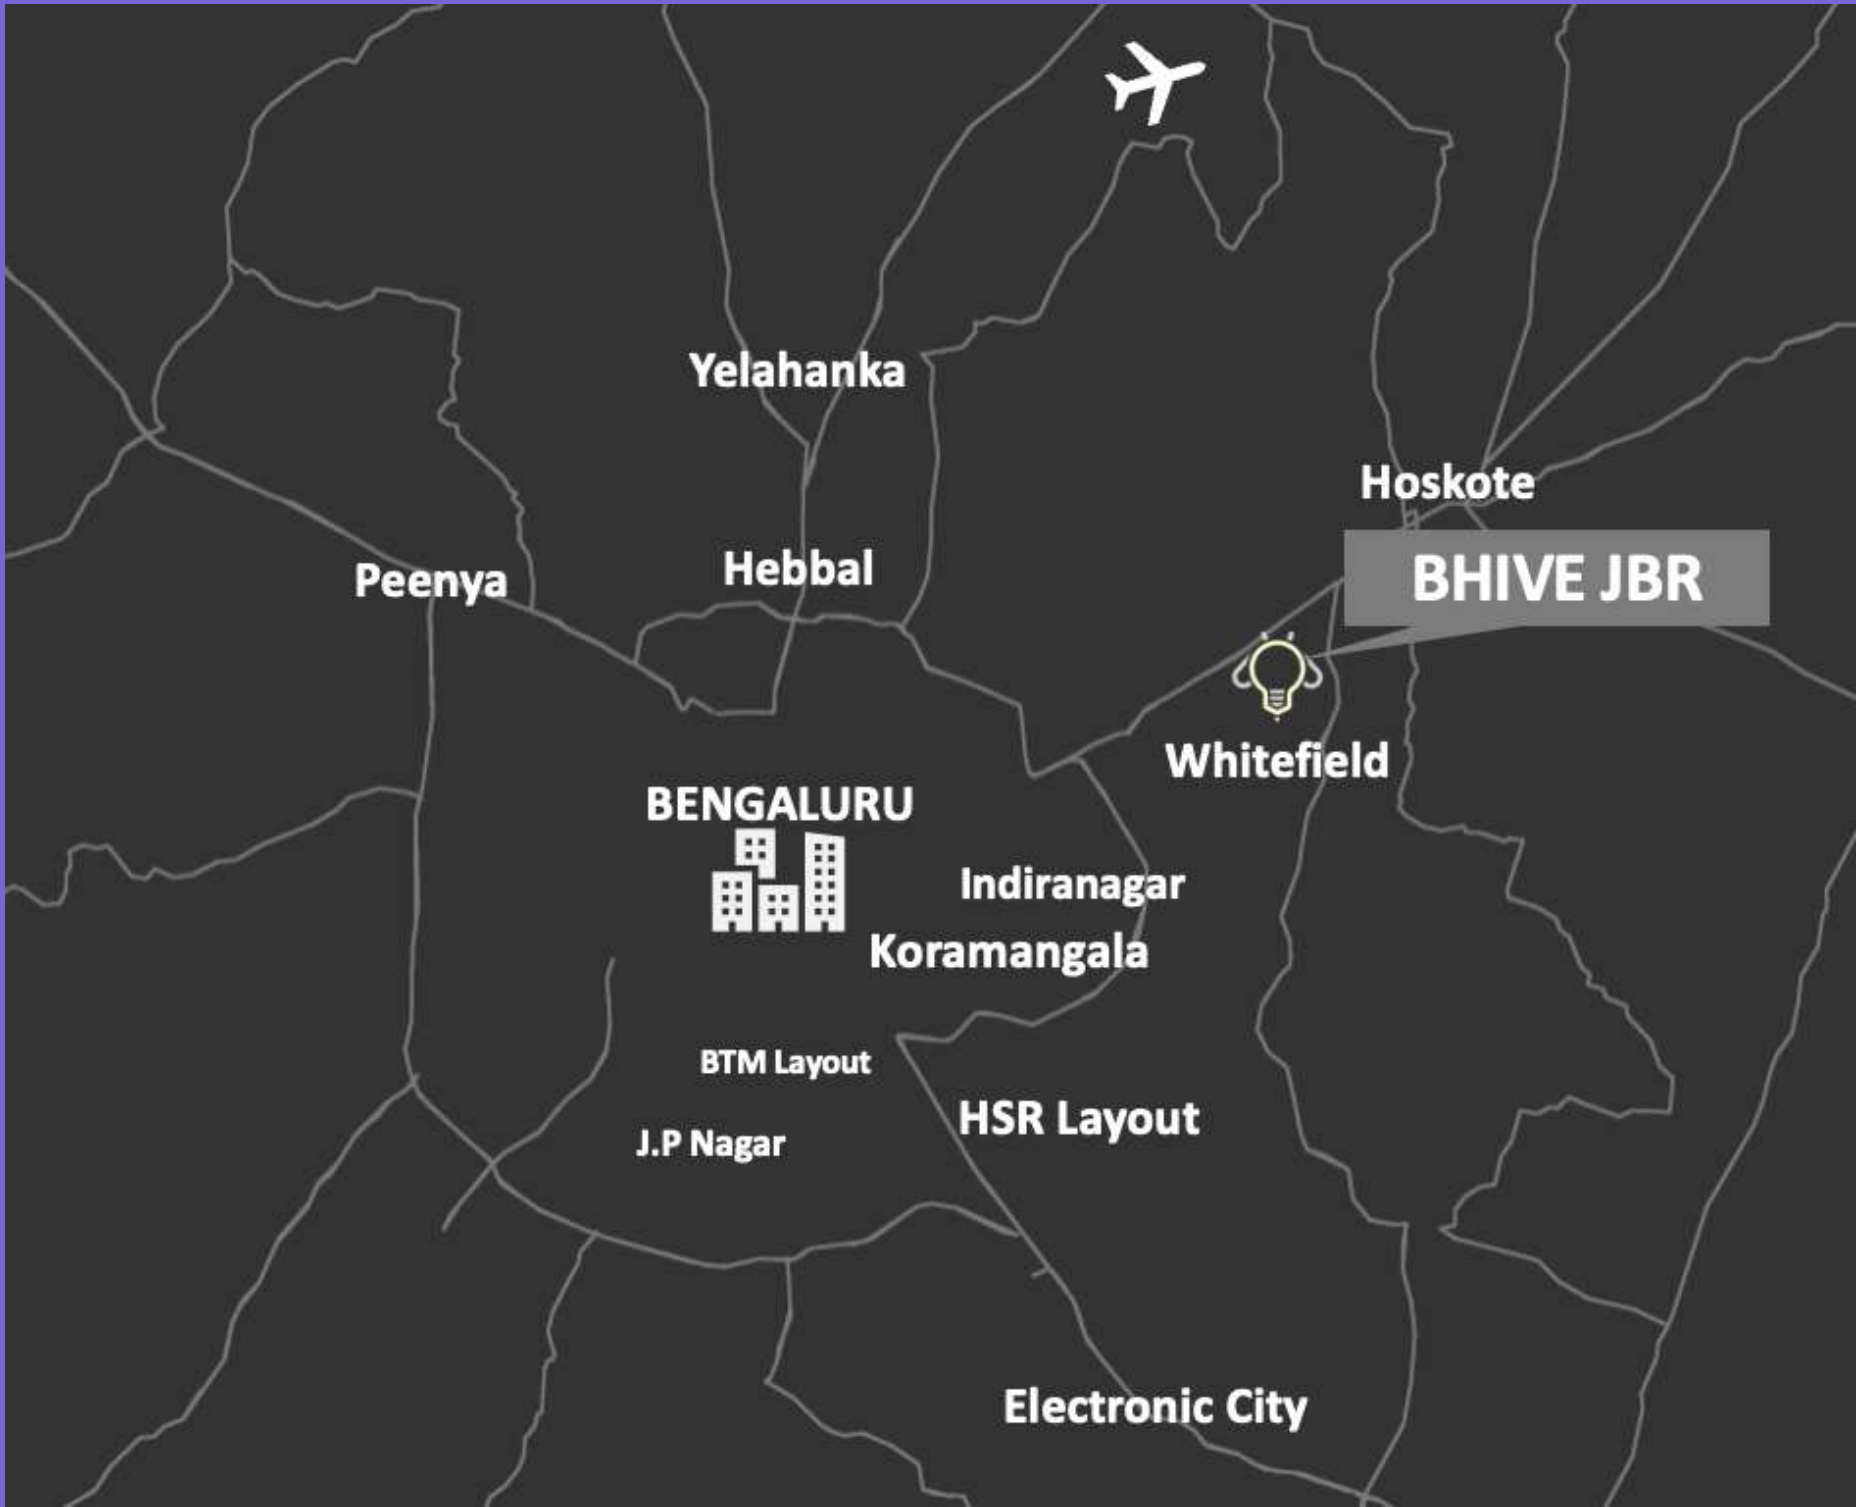 Yelahanka
Hoskote
Hebbal
Peenya
BHIVE JBR
Whitefield
BENGALURU
Indiranagar
Koramangala
BTM Layout
HSR Layout
J.P Nagar
Electronic City